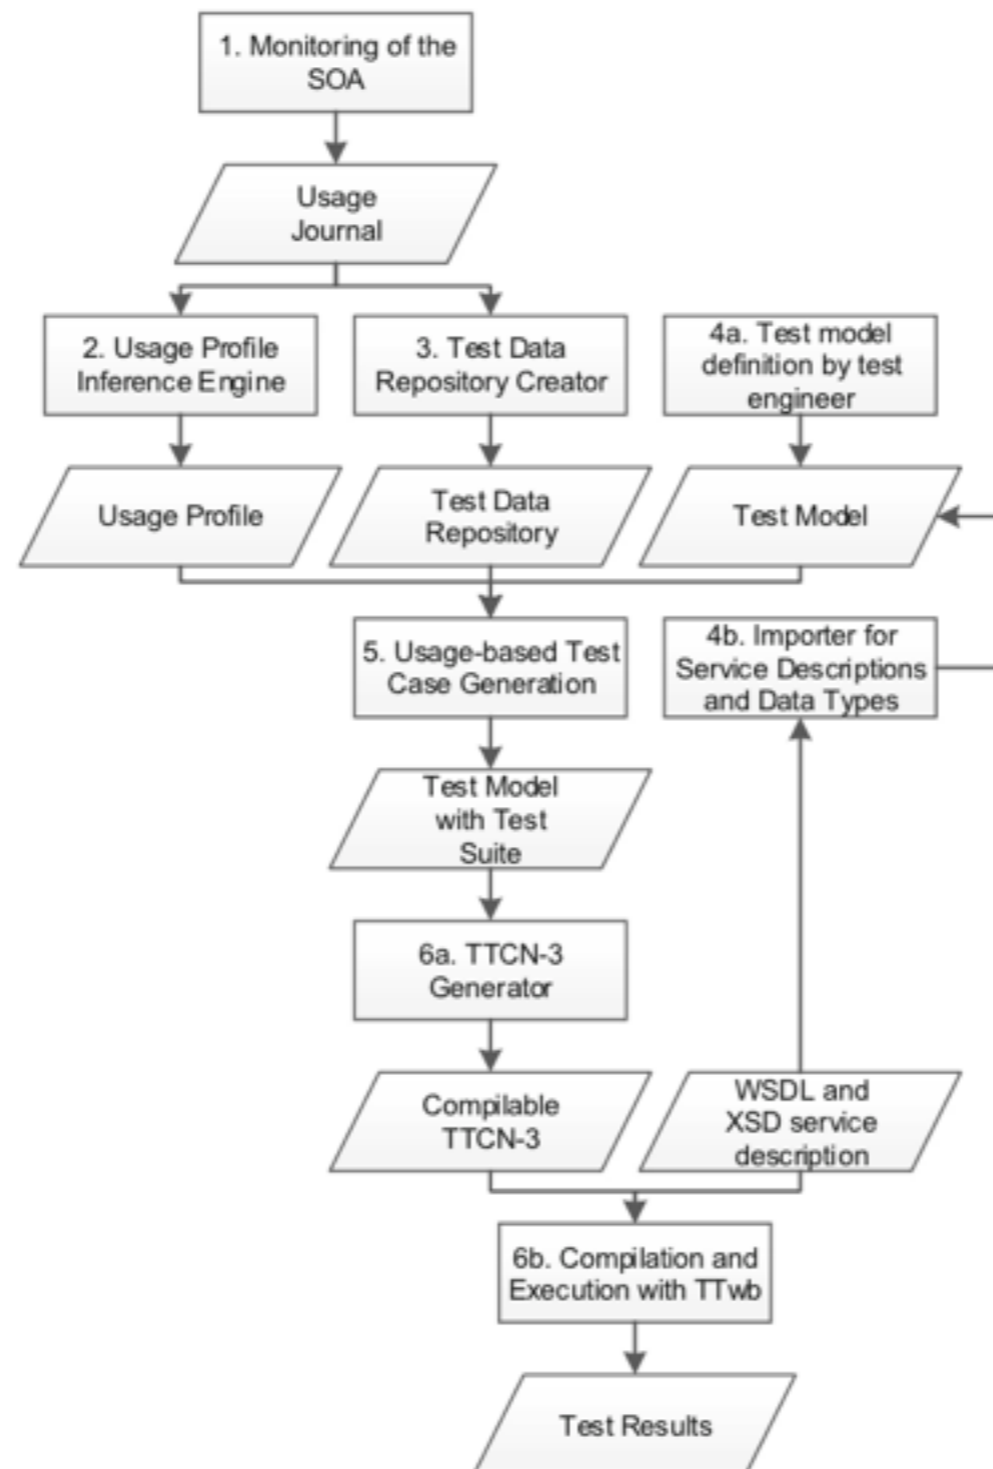 1. Monitoring of the
SOA
Usage
Journal
2. Usage Profile
Inference Engine
3. Test Data
Repository Creator
4a. Test model
definition by test
engineer
Usage Profile
Test Data
Repository
Test Model
5. Usage-based Test
Case Generation
4b. Importer for
Service Descriptions
and Data Types
Test Model
with Test
Suite
6a. TTCN-3
Generator
Compilable
TTCN-3
WSDL and
XSD service
description
6b. Compilation and
Execution with TTwb
Test Results